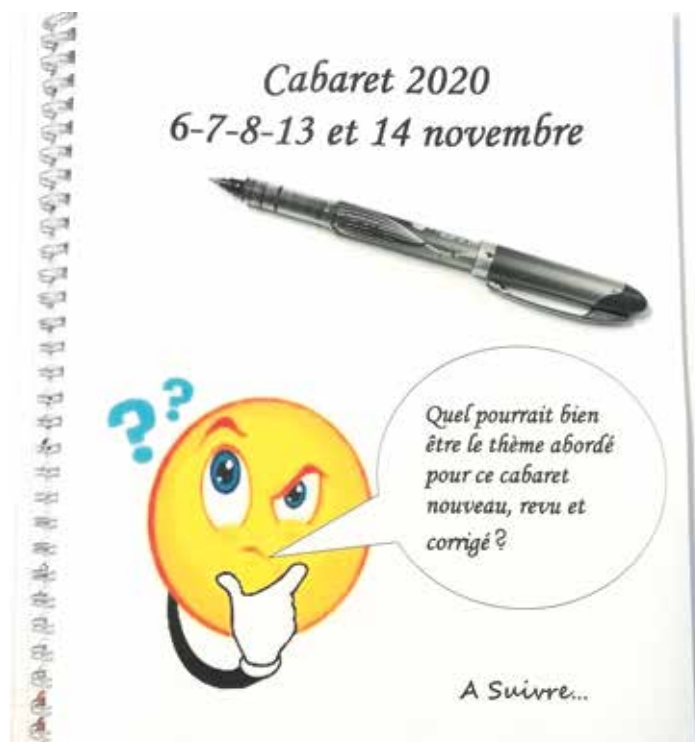 Cabaret 2020
6-7-8-13 et 14 novembre
??
Quel pourrait bien
être le thème abordé
pour ce cabaret
nouveau, revu et
corrigé ?
A Suivre...